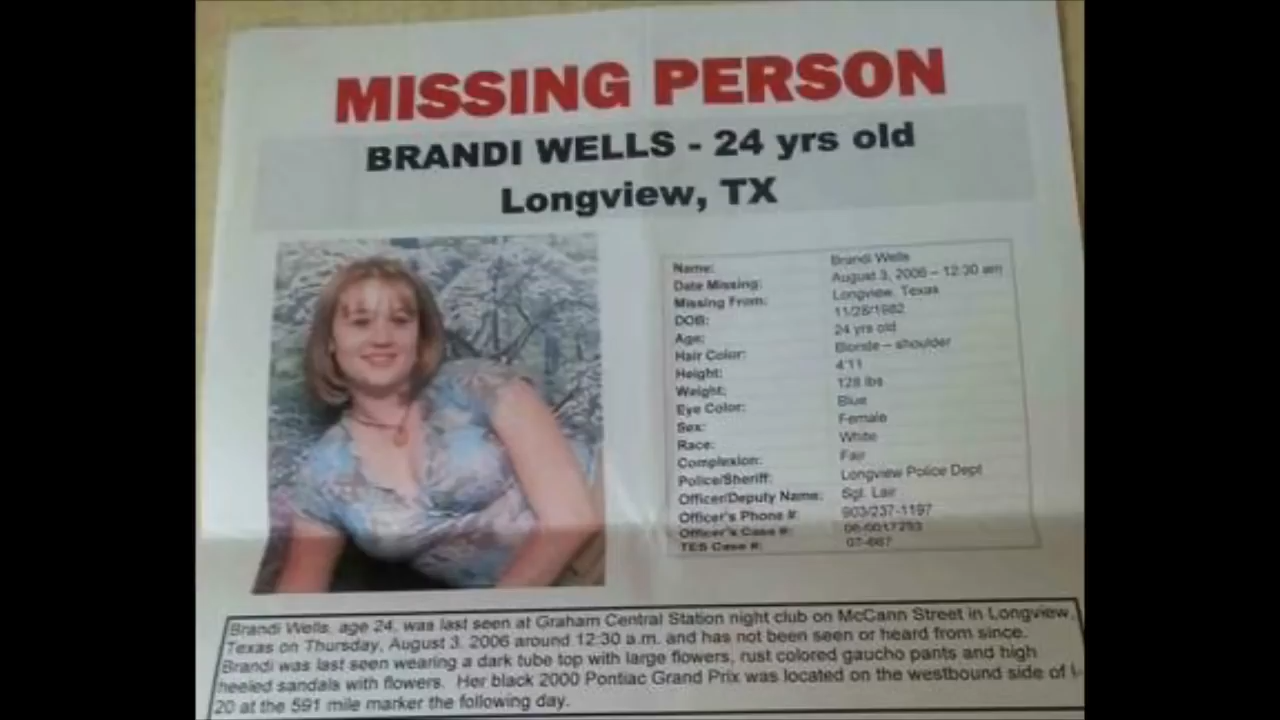 MISSING PERSON
BRANDI WELLS - 24 yrs old
Longview, TX
Name: Brandi Wells
Date Missing: August 3, 2006 – 12:30 am
Missing From: Longview, Texas
DOB: 11/28/1982
Age: 24 yrs old
Hair Color: Blonde – shoulder
Height: 4'11
Weight: 128 lbs
Eye Color: Blue
Sex: Female
Race: White
Complexion: Fair
Police/Sheriff: Longview Police Dept
Officer/Deputy Name: Sgt. Lair
Officer's Phone #: 903/237-1197
Officer's Case #:
TES Case #: 07-667
Brandi Wells, age 24, was last seen at Graham Central Station night club on McCann Street in Longview,
Texas on Thursday, August 3, 2006 around 12:30 a.m. and has not been seen or heard from since.
Brandi was last seen wearing a dark tube top with large flowers, rust colored gaucho pants and high
heeled sandals with flowers. Her black 2000 Pontiac Grand Prix was located on the westbound side of I-
20 at the 591 mile marker the following day.